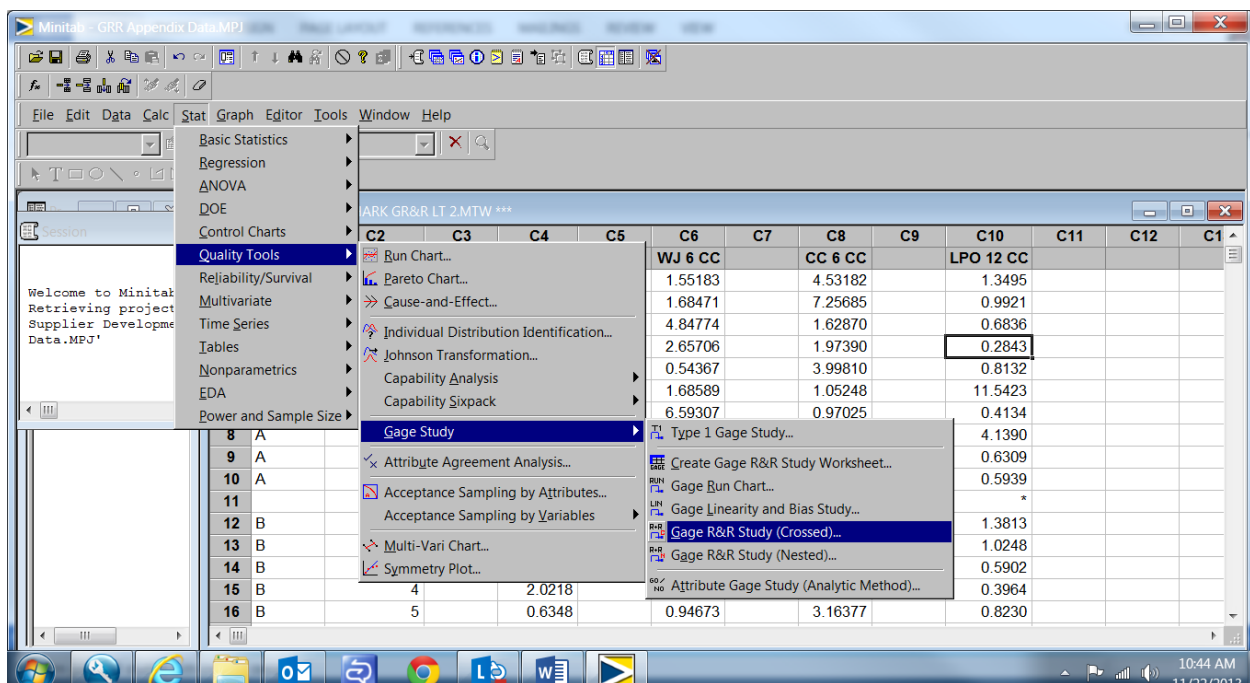 Minitab - GRR Appendix Data.MPJ
PAGE LAYOUT REFERENCES MAILINGS REVIEW VIEW
File Edit Data Calc Stat Graph Editor Tools Window Help
Basic Statistics
Regression
ANOVA
DOE
Control Charts
Quality Tools
Reliability/Survival
Multivariate
Time Series
Tables
Nonparametrics
EDA
Power and Sample Size
Session
Welcome to Minitab
Retrieving project
Supplier Developme
Data.MPJ'
ARK GR&R LT 2.MTW ***
C2 C3 C4 C5 C6 C7 C8 C9 C10 C11 C12 C1
WJ 6 CC CC 6 CC LPO 12 CC
1.55183 4.53182 1.3495
1.68471 7.25685 0.9921
4.84774 1.62870 0.6836
2.65706 1.97390 0.2843
0.54367 3.99810 0.8132
1.68589 1.05248 11.5423
6.59307 0.97025 0.4134
8 A 4.1390
9 A 0.6309
10 A 0.5939
11 *
12 B 1.3813
13 B 1.0248
14 B 0.5902
15 B 4 2.0218 0.3964
16 B 5 0.6348 0.94673 3.16377 0.8230
Run Chart...
Pareto Chart...
Cause-and-Effect...
Individual Distribution Identification...
Johnson Transformation...
Capability Analysis
Capability Sixpack
Gage Study
Attribute Agreement Analysis...
Acceptance Sampling by Attributes...
Acceptance Sampling by Variables
Multi-Vari Chart...
Symmetry Plot...
Type 1 Gage Study...
Create Gage R&R Study Worksheet...
Gage Run Chart...
Gage Linearity and Bias Study...
Gage R&R Study (Crossed)...
Gage R&R Study (Nested)...
Attribute Gage Study (Analytic Method)...
10:44 AM
11/22/2013